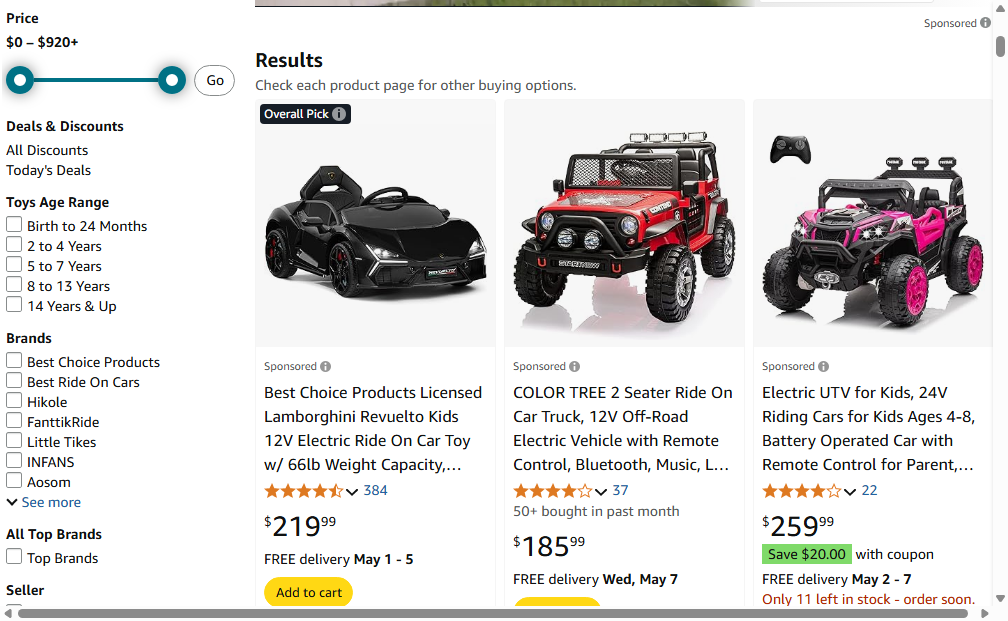 Price
$0 – $920+
Go
Deals & Discounts
All Discounts
Today's Deals
Toys Age Range
Birth to 24 Months
2 to 4 Years
5 to 7 Years
8 to 13 Years
14 Years & Up
Brands
Best Choice Products
Best Ride On Cars
Hikole
FanttikRide
Little Tikes
INFANS
Aosom
See more
All Top Brands
Top Brands
Seller
Sponsored
Results
Check each product page for other buying options.
Overall Pick
Sponsored
Best Choice Products Licensed
Lamborghini Revuelto Kids
12V Electric Ride On Car Toy
w/ 66lb Weight Capacity,…
384
$219.99
FREE delivery May 1 - 5
Add to cart
Sponsored
COLOR TREE 2 Seater Ride On
Car Truck, 12V Off-Road
Electric Vehicle with Remote
Control, Bluetooth, Music, L…
37
50+ bought in past month
$185.99
FREE delivery Wed, May 7
Sponsored
Electric UTV for Kids, 24V
Riding Cars for Kids Ages 4-8,
Battery Operated Car with
Remote Control for Parent,…
22
$259.99
Save $20.00 with coupon
FREE delivery May 2 - 7
Only 11 left in stock - order soon.